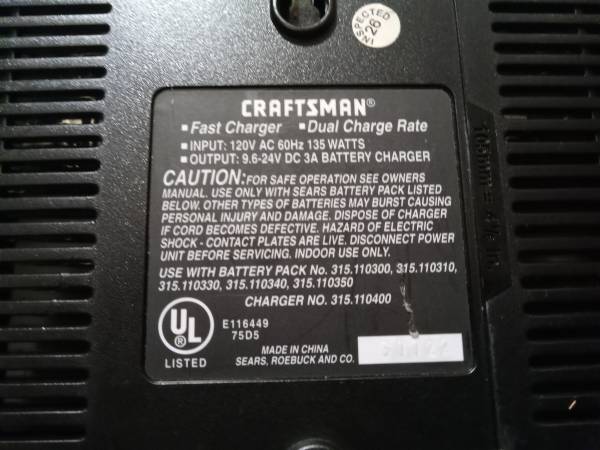 INSPECTED 26
CRAFTSMAN®
▪ Fast Charger ▪ Dual Charge Rate
▪ INPUT: 120V AC 60Hz 135 WATTS
▪ OUTPUT: 9.6-24V DC 3A BATTERY CHARGER
CAUTION: FOR SAFE OPERATION SEE OWNERS
MANUAL. USE ONLY WITH SEARS BATTERY PACK LISTED
BELOW. OTHER TYPES OF BATTERIES MAY BURST CAUSING
PERSONAL INJURY AND DAMAGE. DISPOSE OF CHARGER
IF CORD BECOMES DEFECTIVE. HAZARD OF ELECTRIC
SHOCK - CONTACT PLATES ARE LIVE. DISCONNECT POWER
UNIT BEFORE SERVICING. INDOOR USE ONLY.
USE WITH BATTERY PACK No. 315.110300, 315.110310,
315.110330, 315.110340, 315.110350
CHARGER NO. 315.110400
UL®
LISTED
E116449
75D5
MADE IN CHINA
SEARS, ROEBUCK AND CO.